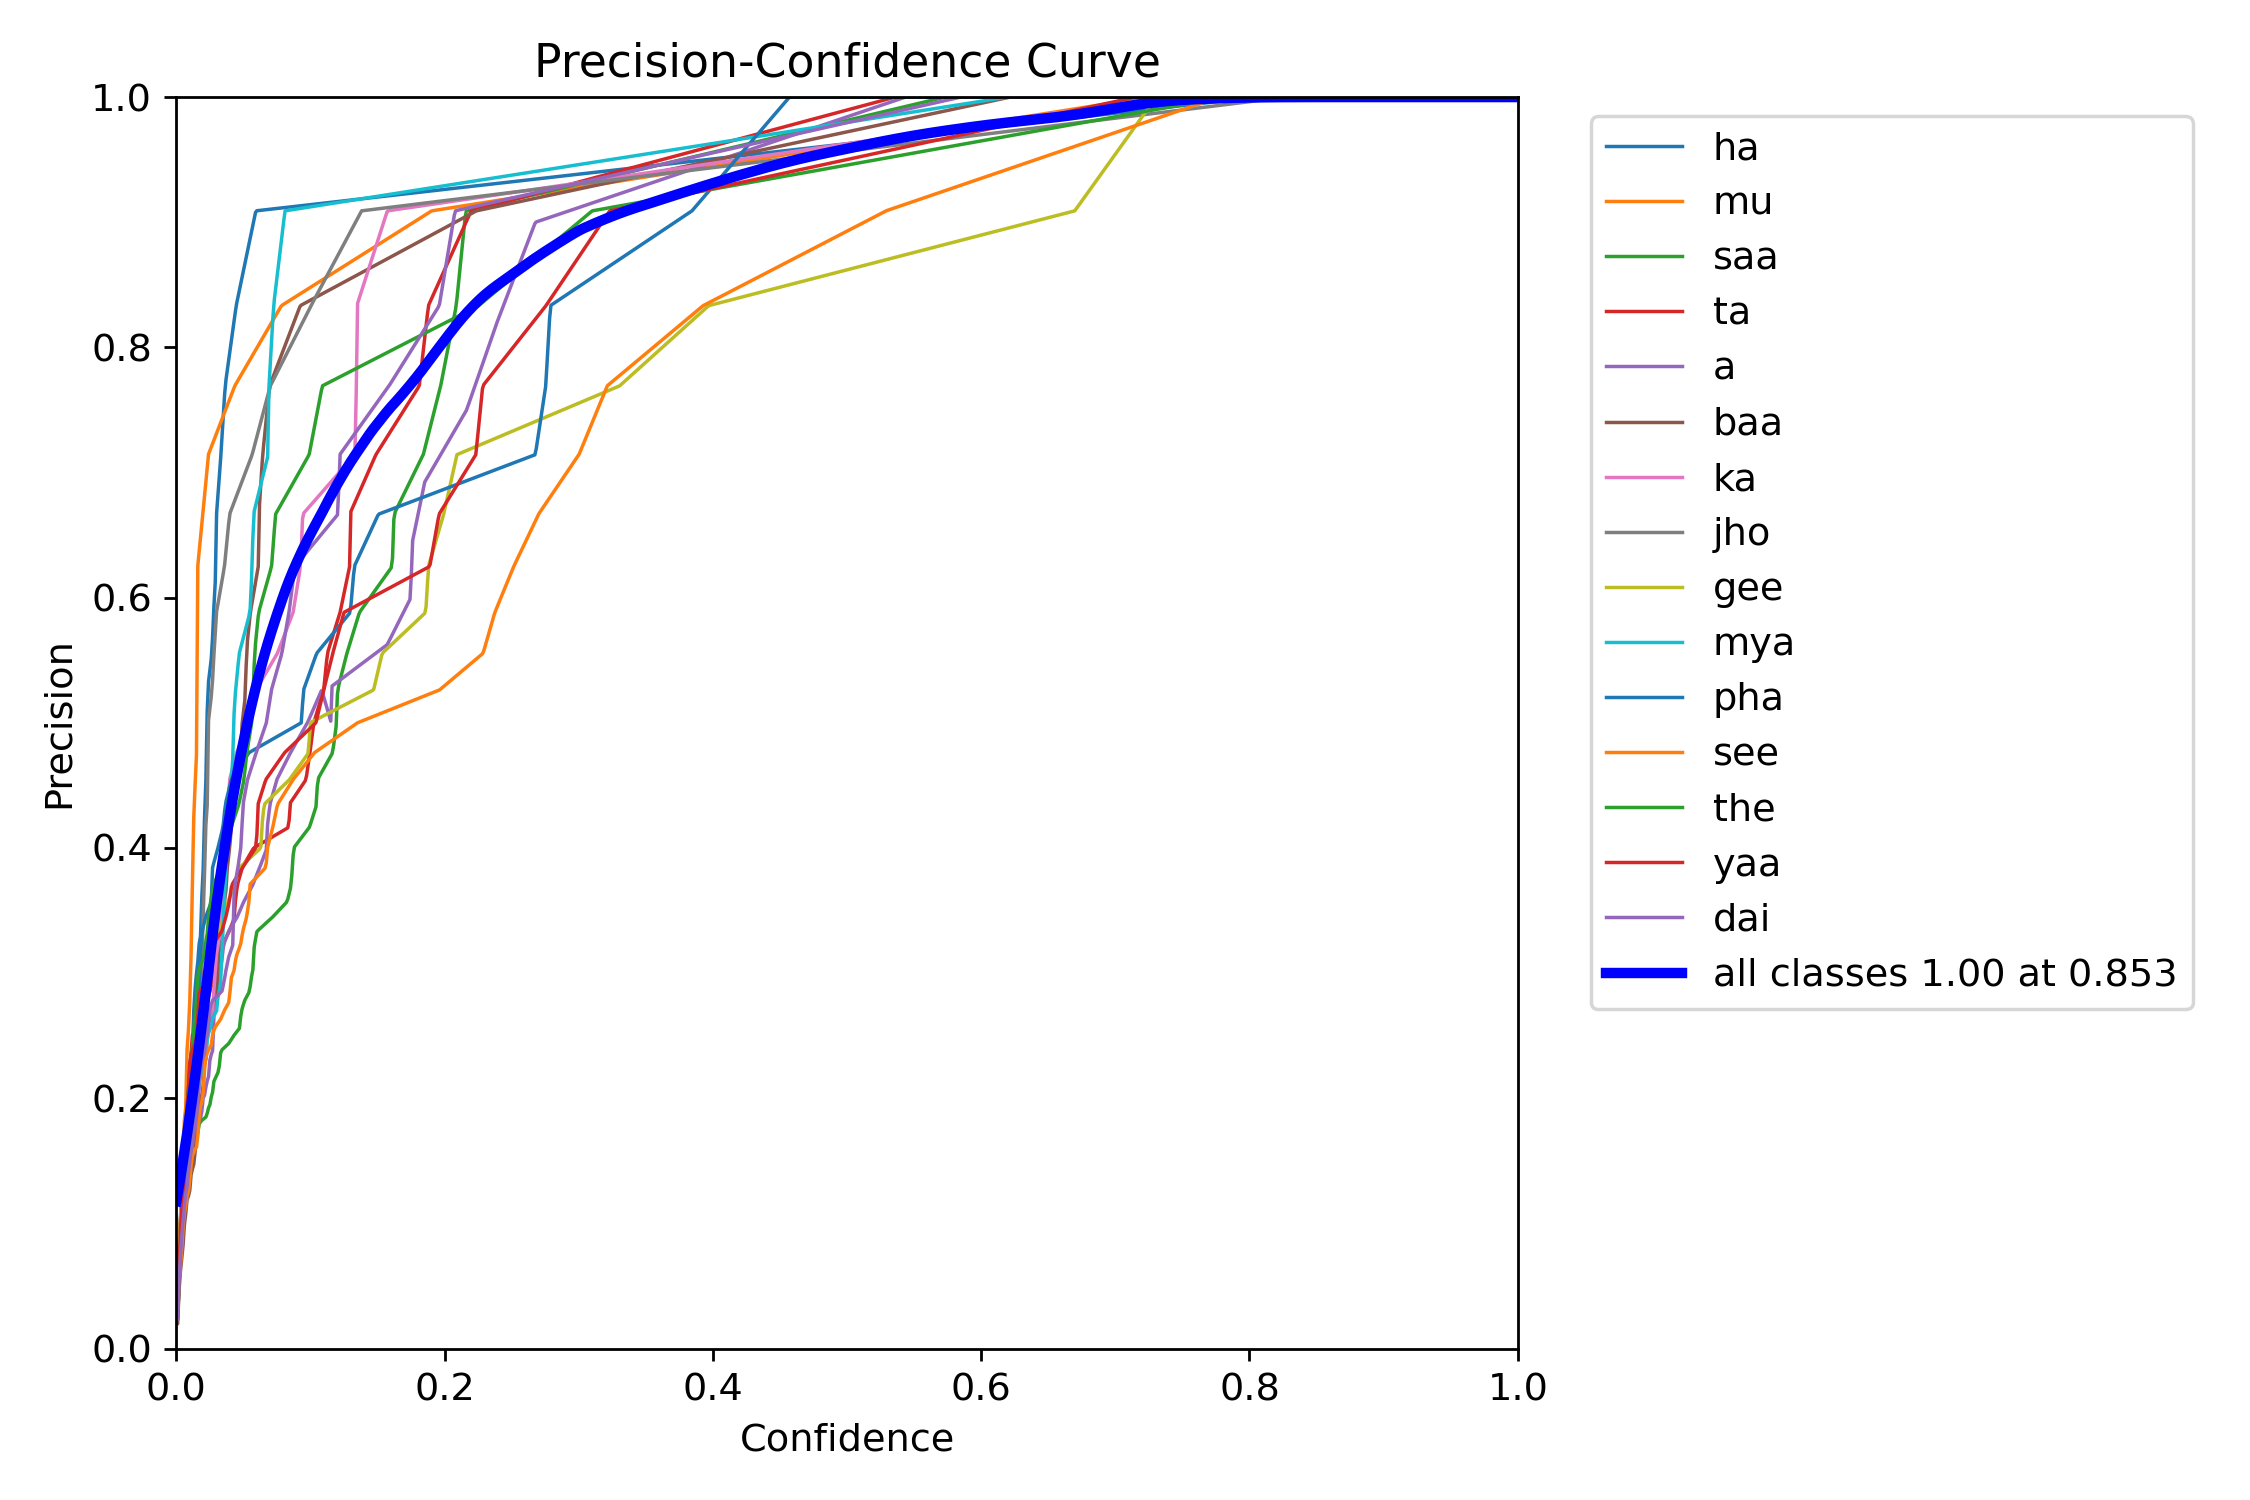 Precision-Confidence Curve
1.0
0.8
0.6
0.4
0.2
0.0
Precision
0.0 0.2 0.4 0.6 0.8 1.0
Confidence
ha
mu
saa
ta
a
baa
ka
jho
gee
mya
pha
see
the
yaa
dai
all classes 1.00 at 0.853